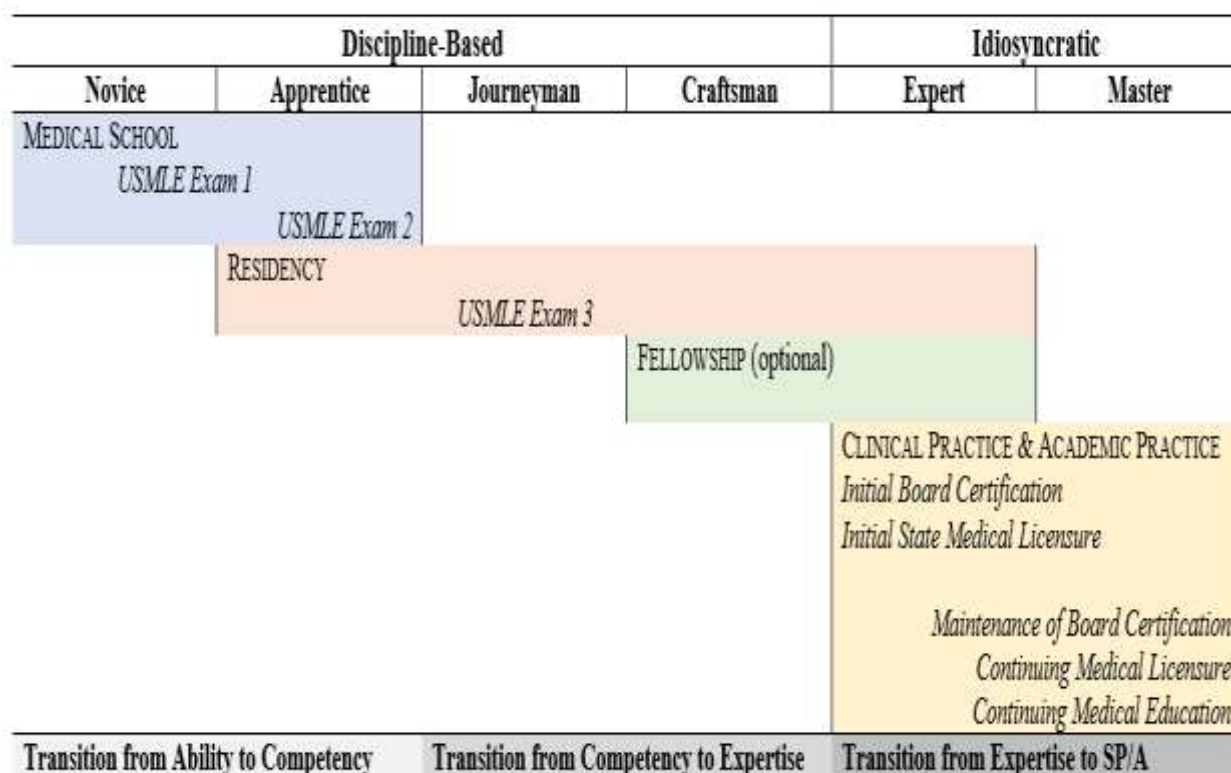 Discipline-Based Idiosyncratic
Novice Apprentice Journeyman Craftsman Expert Master
MEDICAL SCHOOL
USMLE Exam 1
USMLE Exam 2
RESIDENCY
USMLE Exam 3
FELLOWSHIP (optional)
CLINICAL PRACTICE & ACADEMIC PRACTICE
Initial Board Certification
Initial State Medical Licensure
Maintenance of Board Certification
Continuing Medical Licensure
Continuing Medical Education
Transition from Ability to Competency Transition from Competency to Expertise Transition from Expertise to SP/A